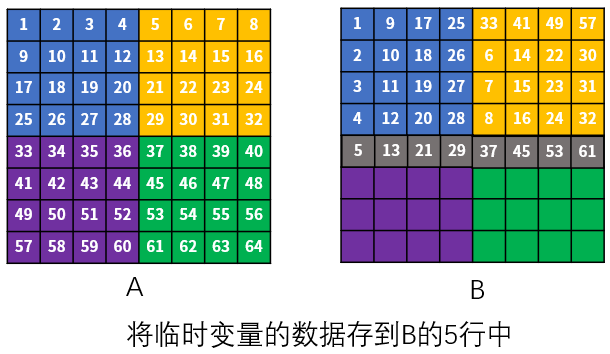 1 2 3 4 5 6 7 8
9 10 11 12 13 14 15 16
17 18 19 20 21 22 23 24
25 26 27 28 29 30 31 32
33 34 35 36 37 38 39 40
41 42 43 44 45 46 47 48
49 50 51 52 53 54 55 56
57 58 59 60 61 62 63 64
A
1 9 17 25 33 41 49 57
2 10 18 26 6 14 22 30
3 11 19 27 7 15 23 31
4 12 20 28 8 16 24 32
5 13 21 29 37 45 53 61
B
将临时变量的数据存到B的5行中